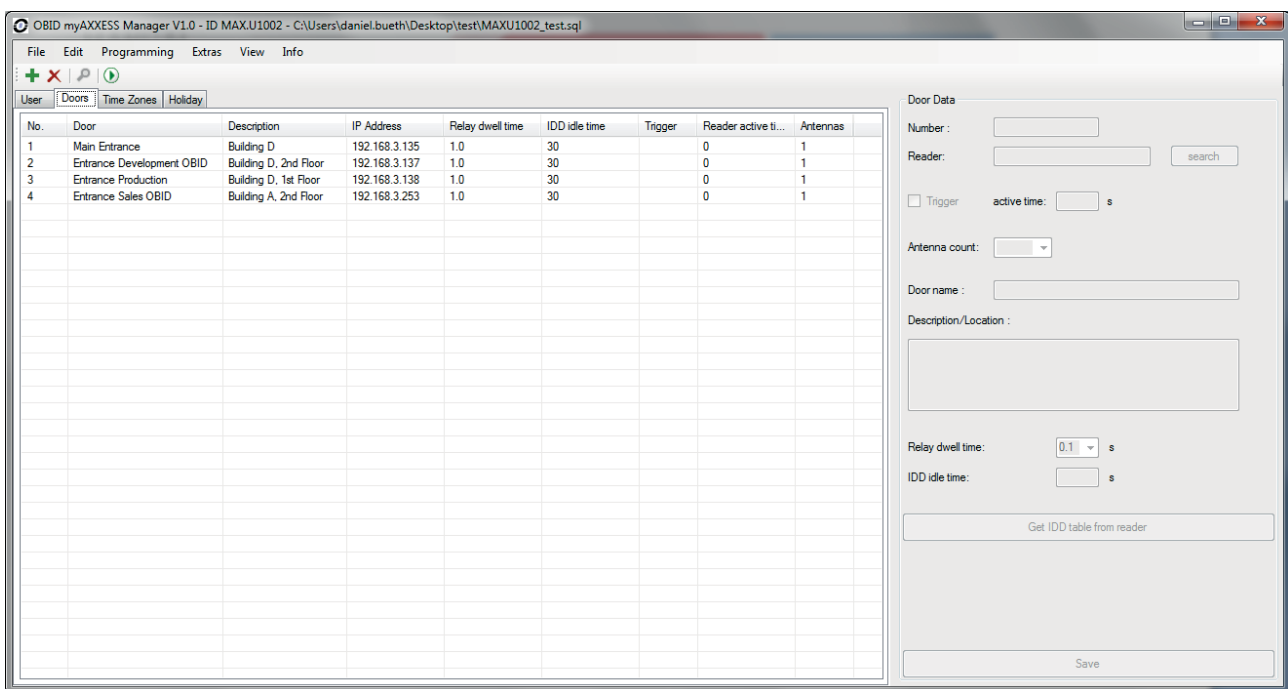 OBID myAXXESS Manager V1.0 - ID MAX.U1002 - C:\Users\daniel.bueth\Desktop\test\MAXU1002_test.sql
File Edit Programming Extras View Info
User Doors Time Zones Holiday
No. Door Description IP Address Relay dwell time IDD idle time Trigger Reader active ti... Antennas
1 Main Entrance Building D 192.168.3.135 1.0 30 0 1
2 Entrance Development OBID Building D, 2nd Floor 192.168.3.137 1.0 30 0 1
3 Entrance Production Building D, 1st Floor 192.168.3.138 1.0 30 0 1
4 Entrance Sales OBID Building A, 2nd Floor 192.168.3.253 1.0 30 0 1
Door Data
Number :
Reader: search
Trigger active time: s
Antenna count:
Door name :
Description/Location :
Relay dwell time: 0.1 s
IDD idle time: s
Get IDD table from reader
Save